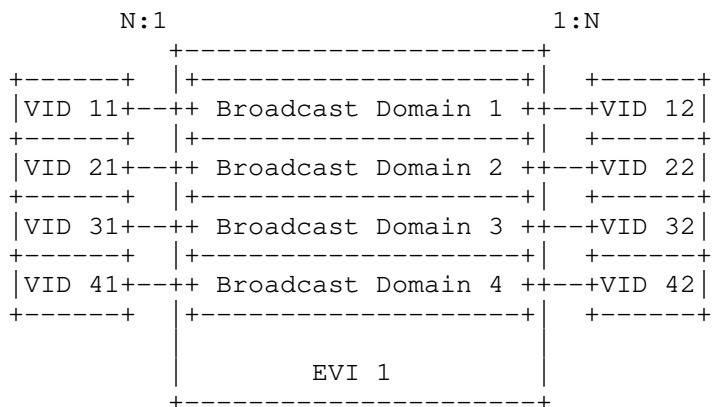 N:1 1:N
VID 11 Broadcast Domain 1 VID 12
VID 21 Broadcast Domain 2 VID 22
VID 31 Broadcast Domain 3 VID 32
VID 41 Broadcast Domain 4 VID 42
EVI 1